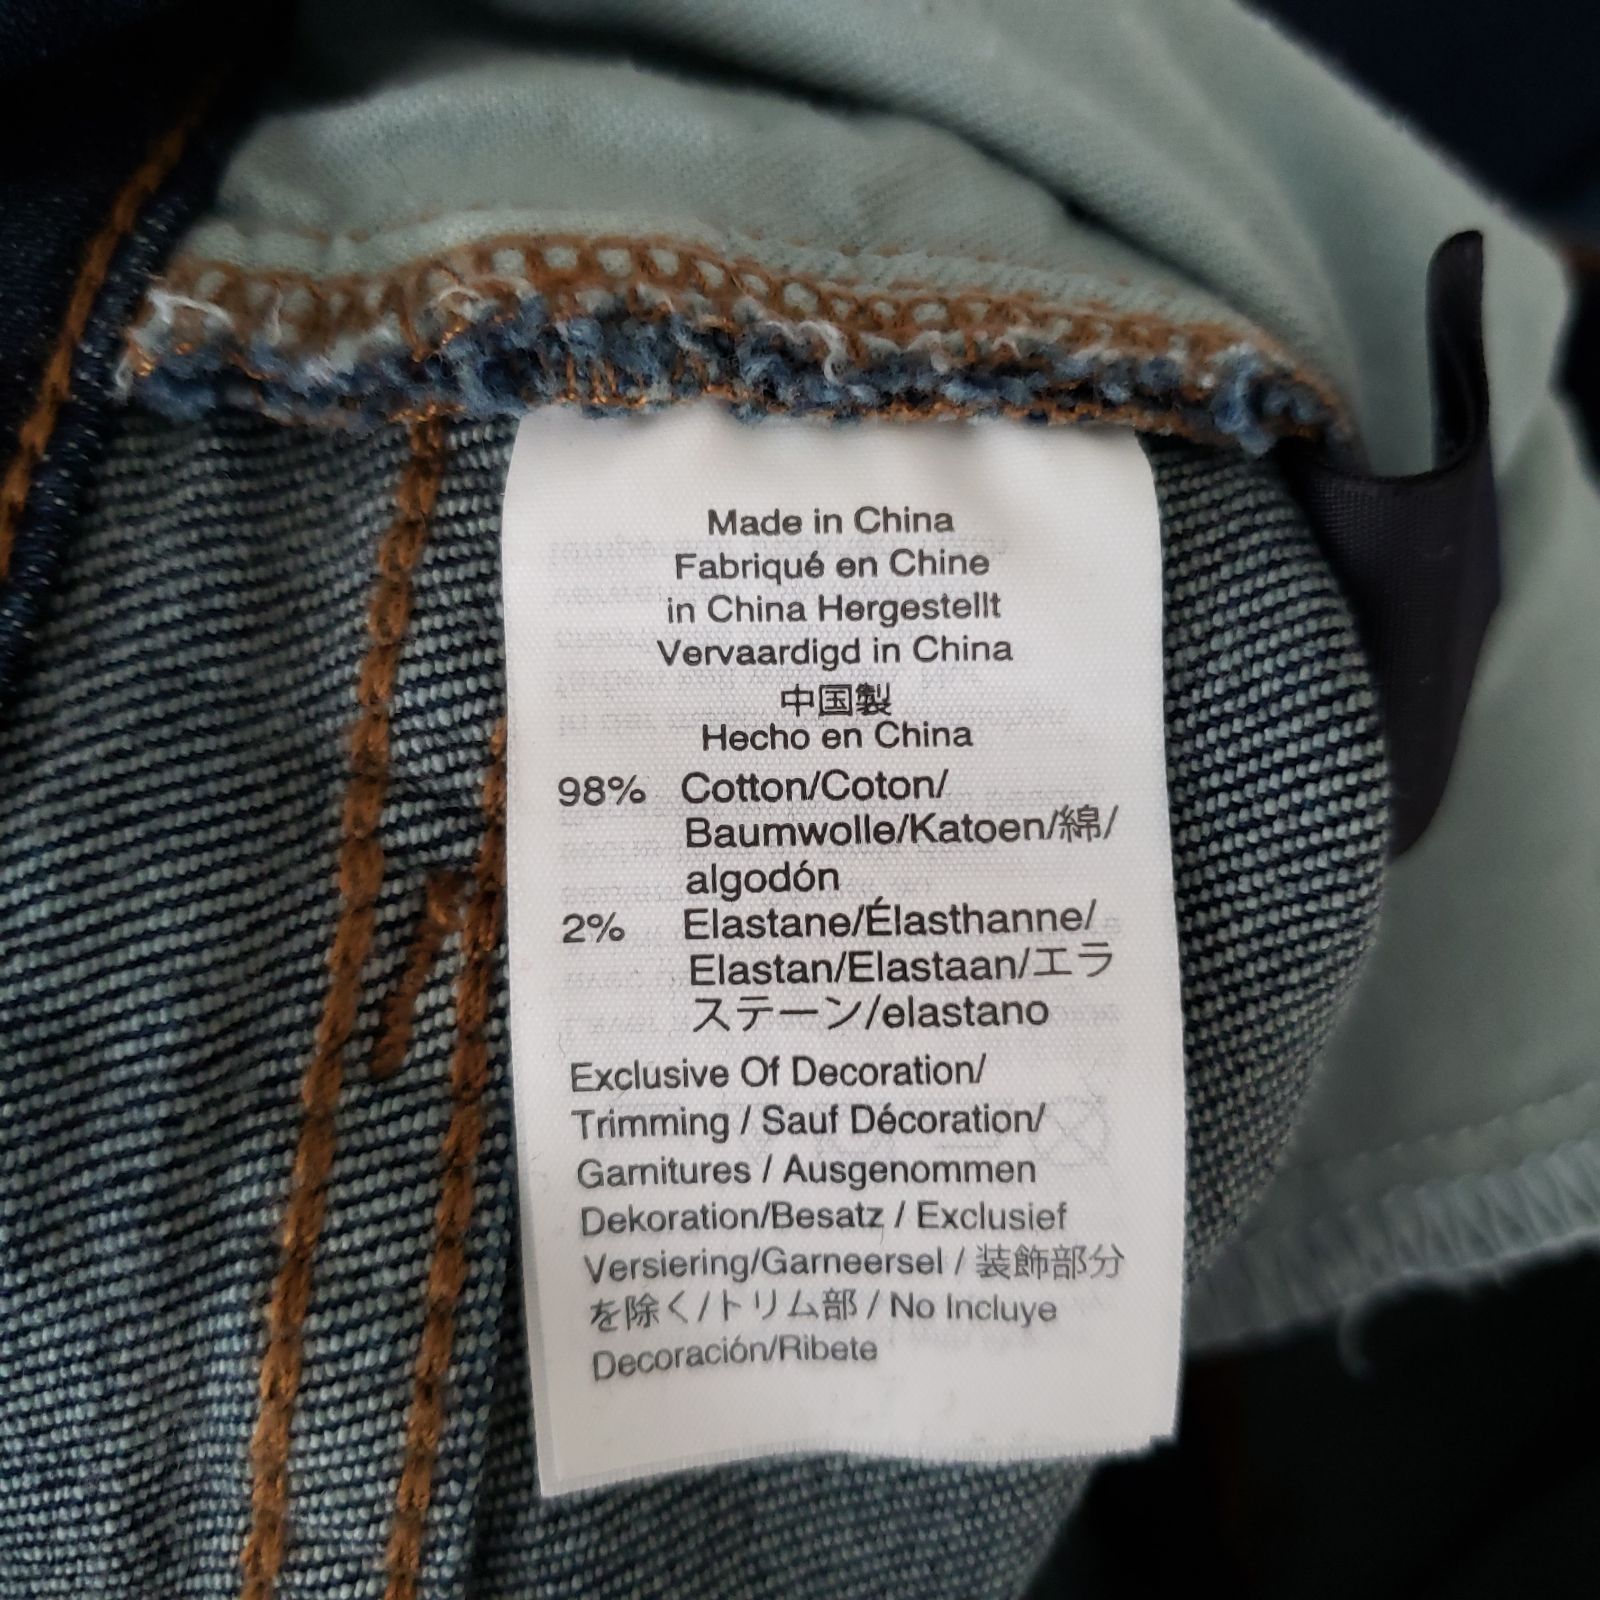 Made in China
Fabriqué en Chine
in China Hergestellt
Vervaardigd in China
中国製
Hecho en China
98% Cotton/Coton/
Baumwolle/Katoen/綿/
algodón
2% Elastane/Élasthanne/
Elastan/Elastaan/エラ
ステーン/elastano
Exclusive Of Decoration/
Trimming / Sauf Décoration/
Garnitures / Ausgenommen
Dekoration/Besatz / Exclusief
Versiering/Garneersel / 装飾部分
を除く/トリム部 / No Incluye
Decoración/Ribete